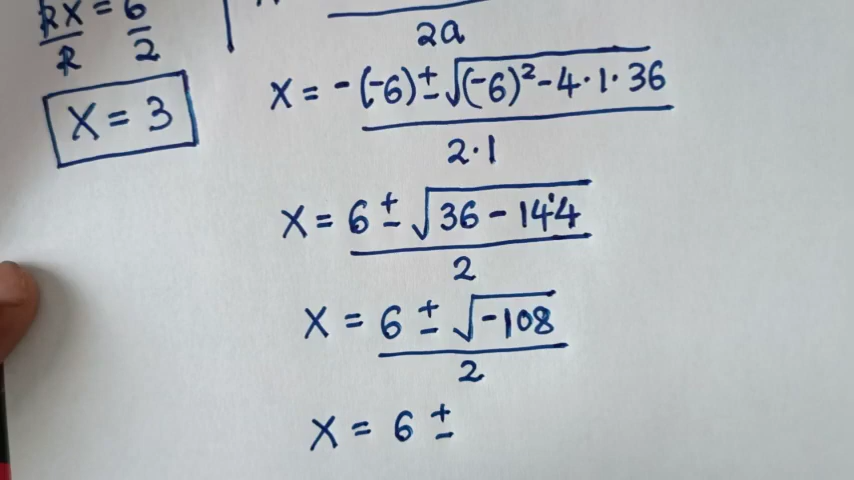 2x = 6
2 2
x = 3
2a
x = -(-6) ± √(-6)² - 4·1·36
2·1
x = 6 ± √36 - 144
2
x = 6 ± √-108
2
x = 6 ±